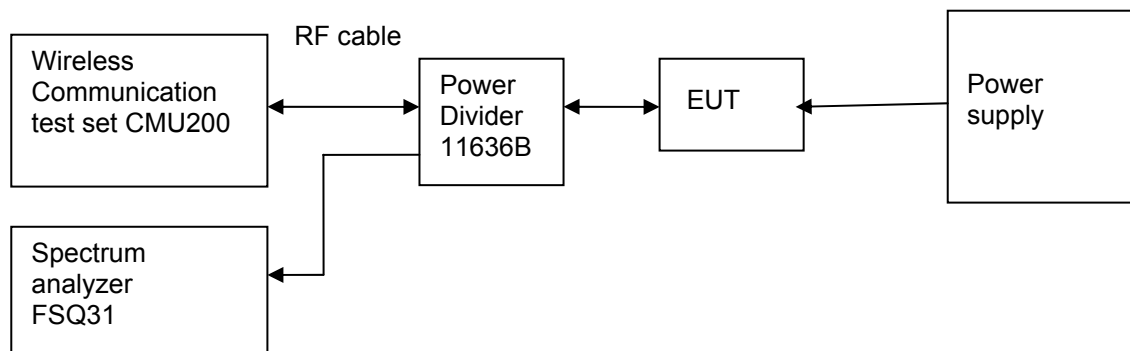 RF cable
Wireless
Communication
test set CMU200
Power
Divider
11636B
EUT
Power
supply
Spectrum
analyzer
FSQ31